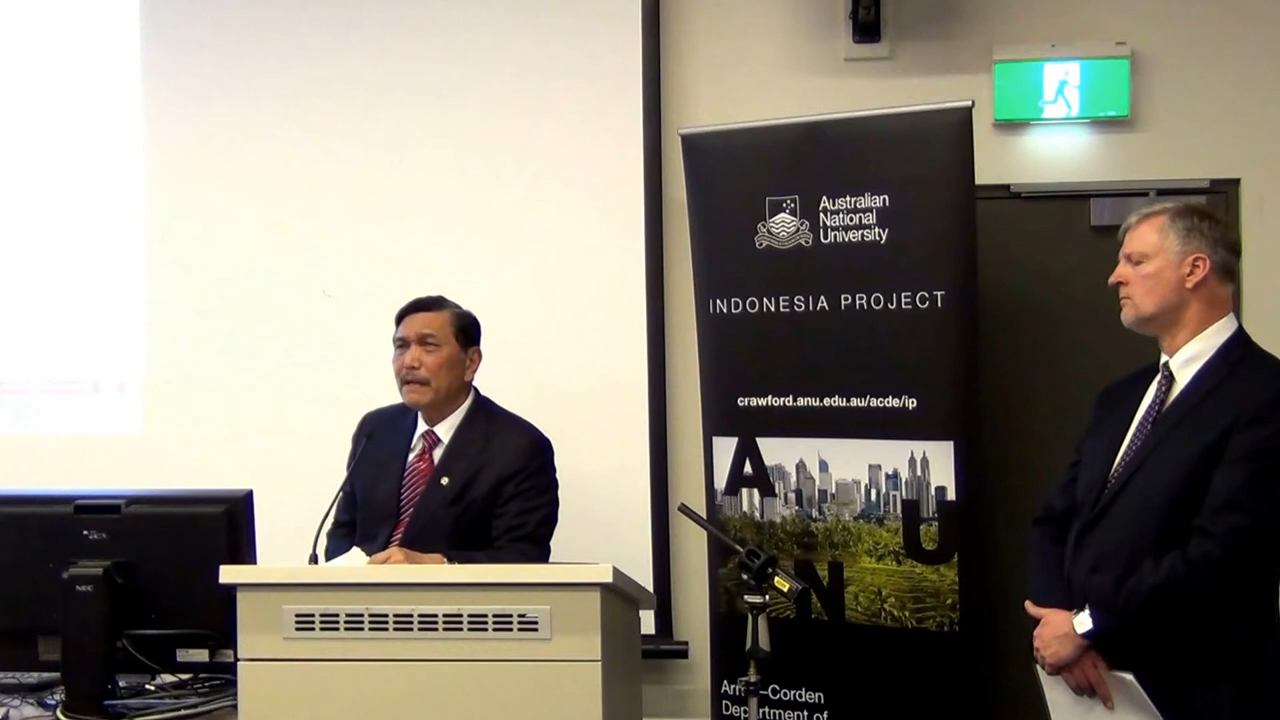 Australian
National
University
INDONESIA PROJECT
crawford.anu.edu.au/acde/ip
A
N
U
NEC
Corden
Department of